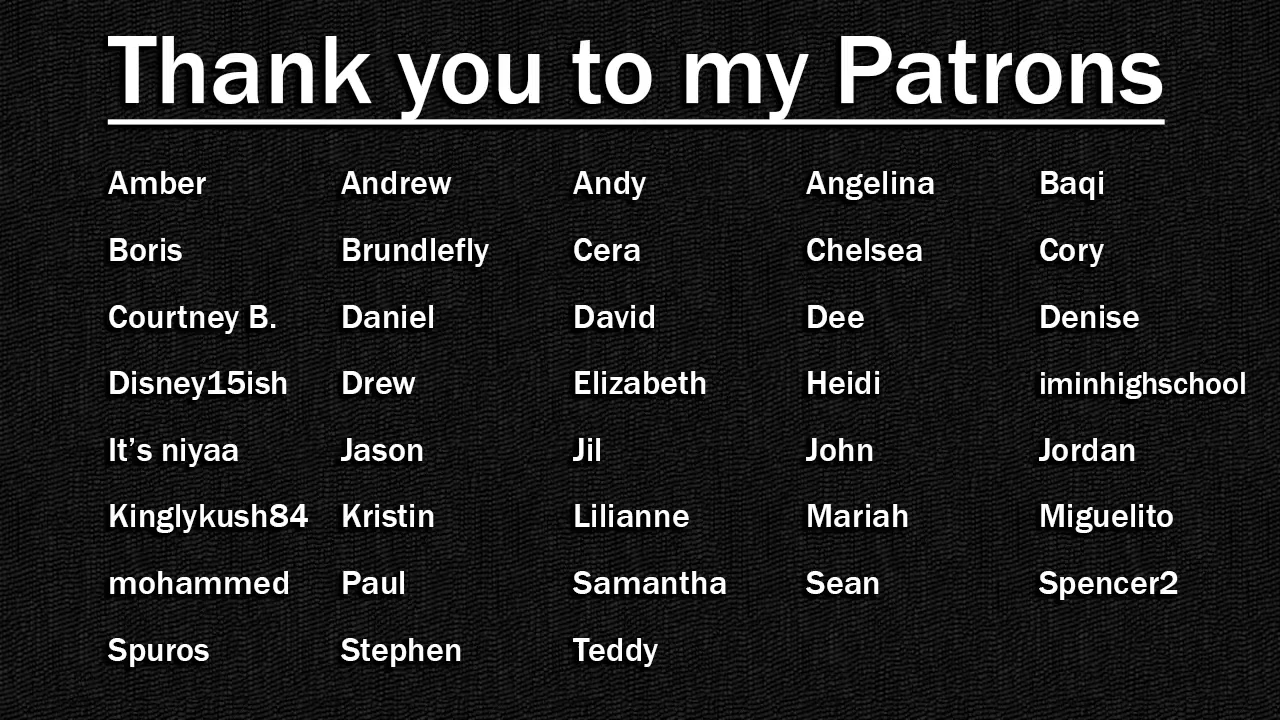 Thank you to my Patrons
Amber Andrew Andy Angelina Baqi
Boris Brundlefly Cera Chelsea Cory
Courtney B. Daniel David Dee Denise
Disney15ish Drew Elizabeth Heidi iminhighschool
It’s niyaa Jason Jil John Jordan
Kinglykush84 Kristin Lilianne Mariah Miguelito
mohammed Paul Samantha Sean Spencer2
Spuros Stephen Teddy